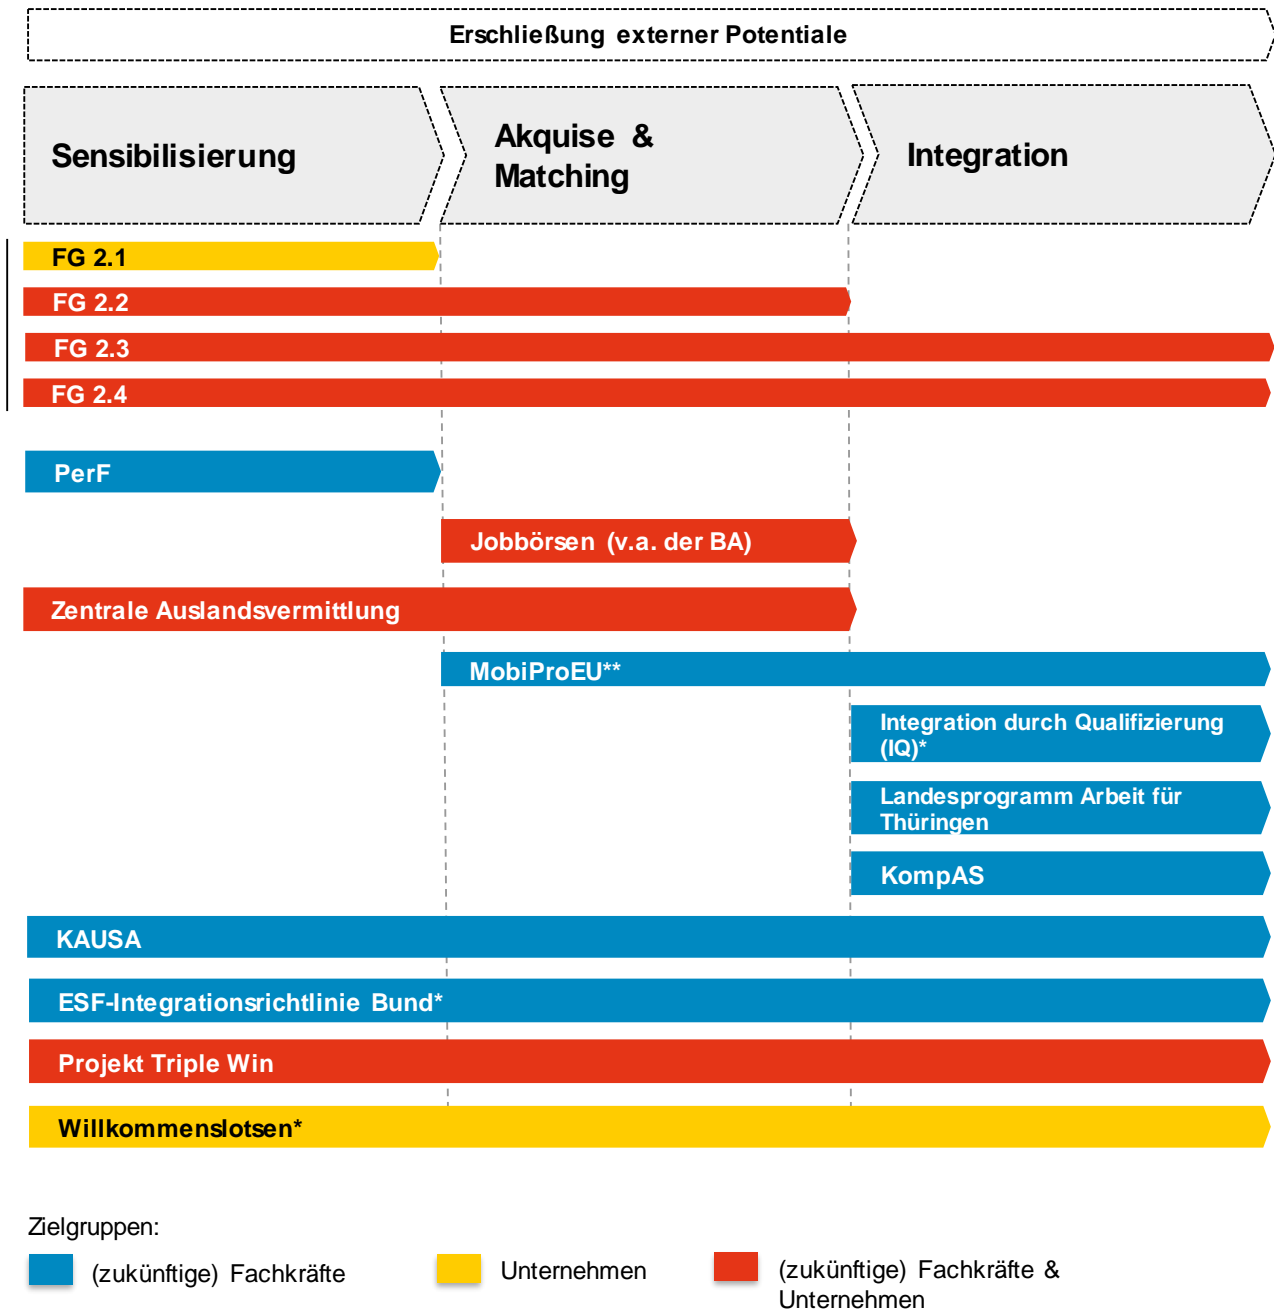 Erschließung externer Potentiale
Sensibilisierung
Akquise &
Matching
Integration
FG 2.1
FG 2.2
FG 2.3
FG 2.4
PerF
Jobbörsen (v.a. der BA)
Zentrale Auslandsvermittlung
MobiProEU**
Integration durch Qualifizierung
(IQ)*
Landesprogramm Arbeit für
Thüringen
KompAS
KAUSA
ESF-Integrationsrichtlinie Bund*
Projekt Triple Win
Willkommenslotsen*
Zielgruppen:
(zukünftige) Fachkräfte
Unternehmen
(zukünftige) Fachkräfte &
Unternehmen